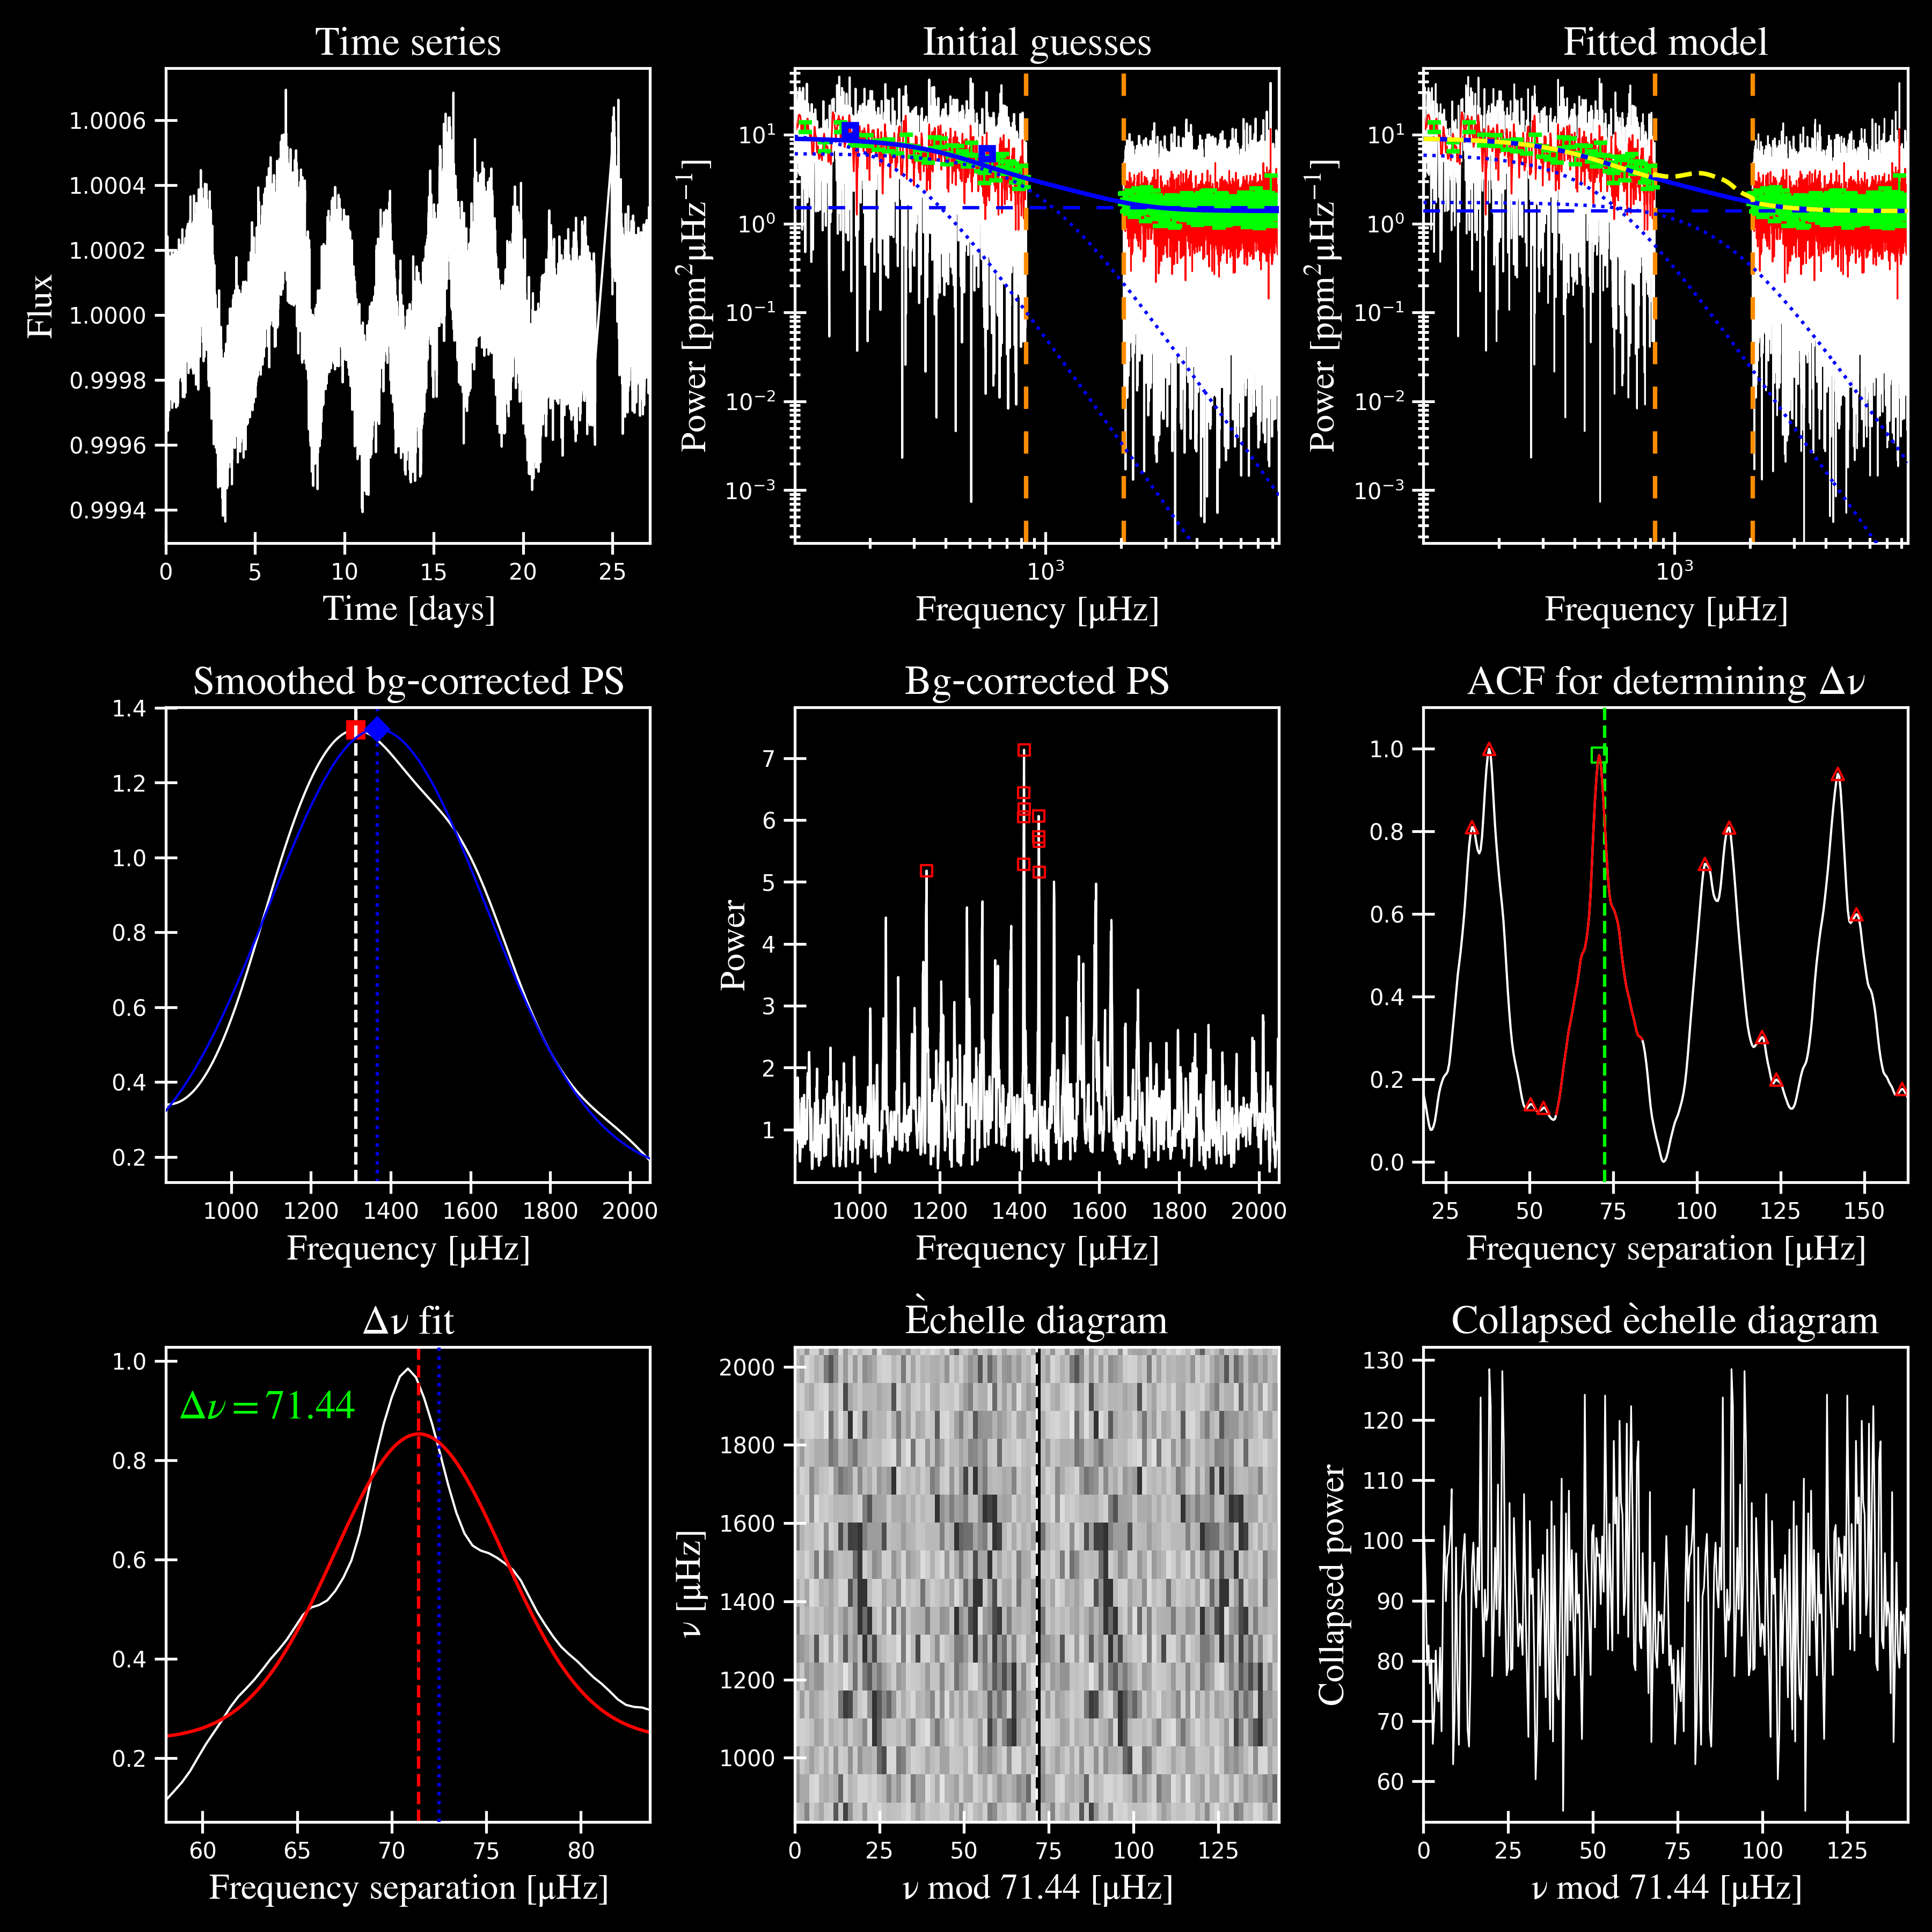 Time series
Flux
1.0006
1.0004
1.0002
1.0000
0.9998
0.9996
0.9994
0 5 10 15 20 25
Time [days]
Initial guesses
Power [ppm²μHz⁻¹]
10¹
10⁰
10⁻¹
10⁻²
10⁻³
10³
Frequency [μHz]
Fitted model
Power [ppm²μHz⁻¹]
10¹
10⁰
10⁻¹
10⁻²
10⁻³
10³
Frequency [μHz]
Smoothed bg-corrected PS
1.4
1.2
1.0
0.8
0.6
0.4
0.2
1000 1200 1400 1600 1800 2000
Frequency [μHz]
Bg-corrected PS
Power
7
6
5
4
3
2
1
1000 1200 1400 1600 1800 2000
Frequency [μHz]
ACF for determining Δν
1.0
0.8
0.6
0.4
0.2
0.0
25 50 75 100 125 150
Frequency separation [μHz]
Δν fit
Δν = 71.44
1.0
0.8
0.6
0.4
0.2
60 65 70 75 80
Frequency separation [μHz]
Èchelle diagram
ν [μHz]
2000
1800
1600
1400
1200
1000
0 25 50 75 100 125
ν mod 71.44 [μHz]
Collapsed èchelle diagram
Collapsed power
130
120
110
100
90
80
70
60
0 25 50 75 100 125
ν mod 71.44 [μHz]